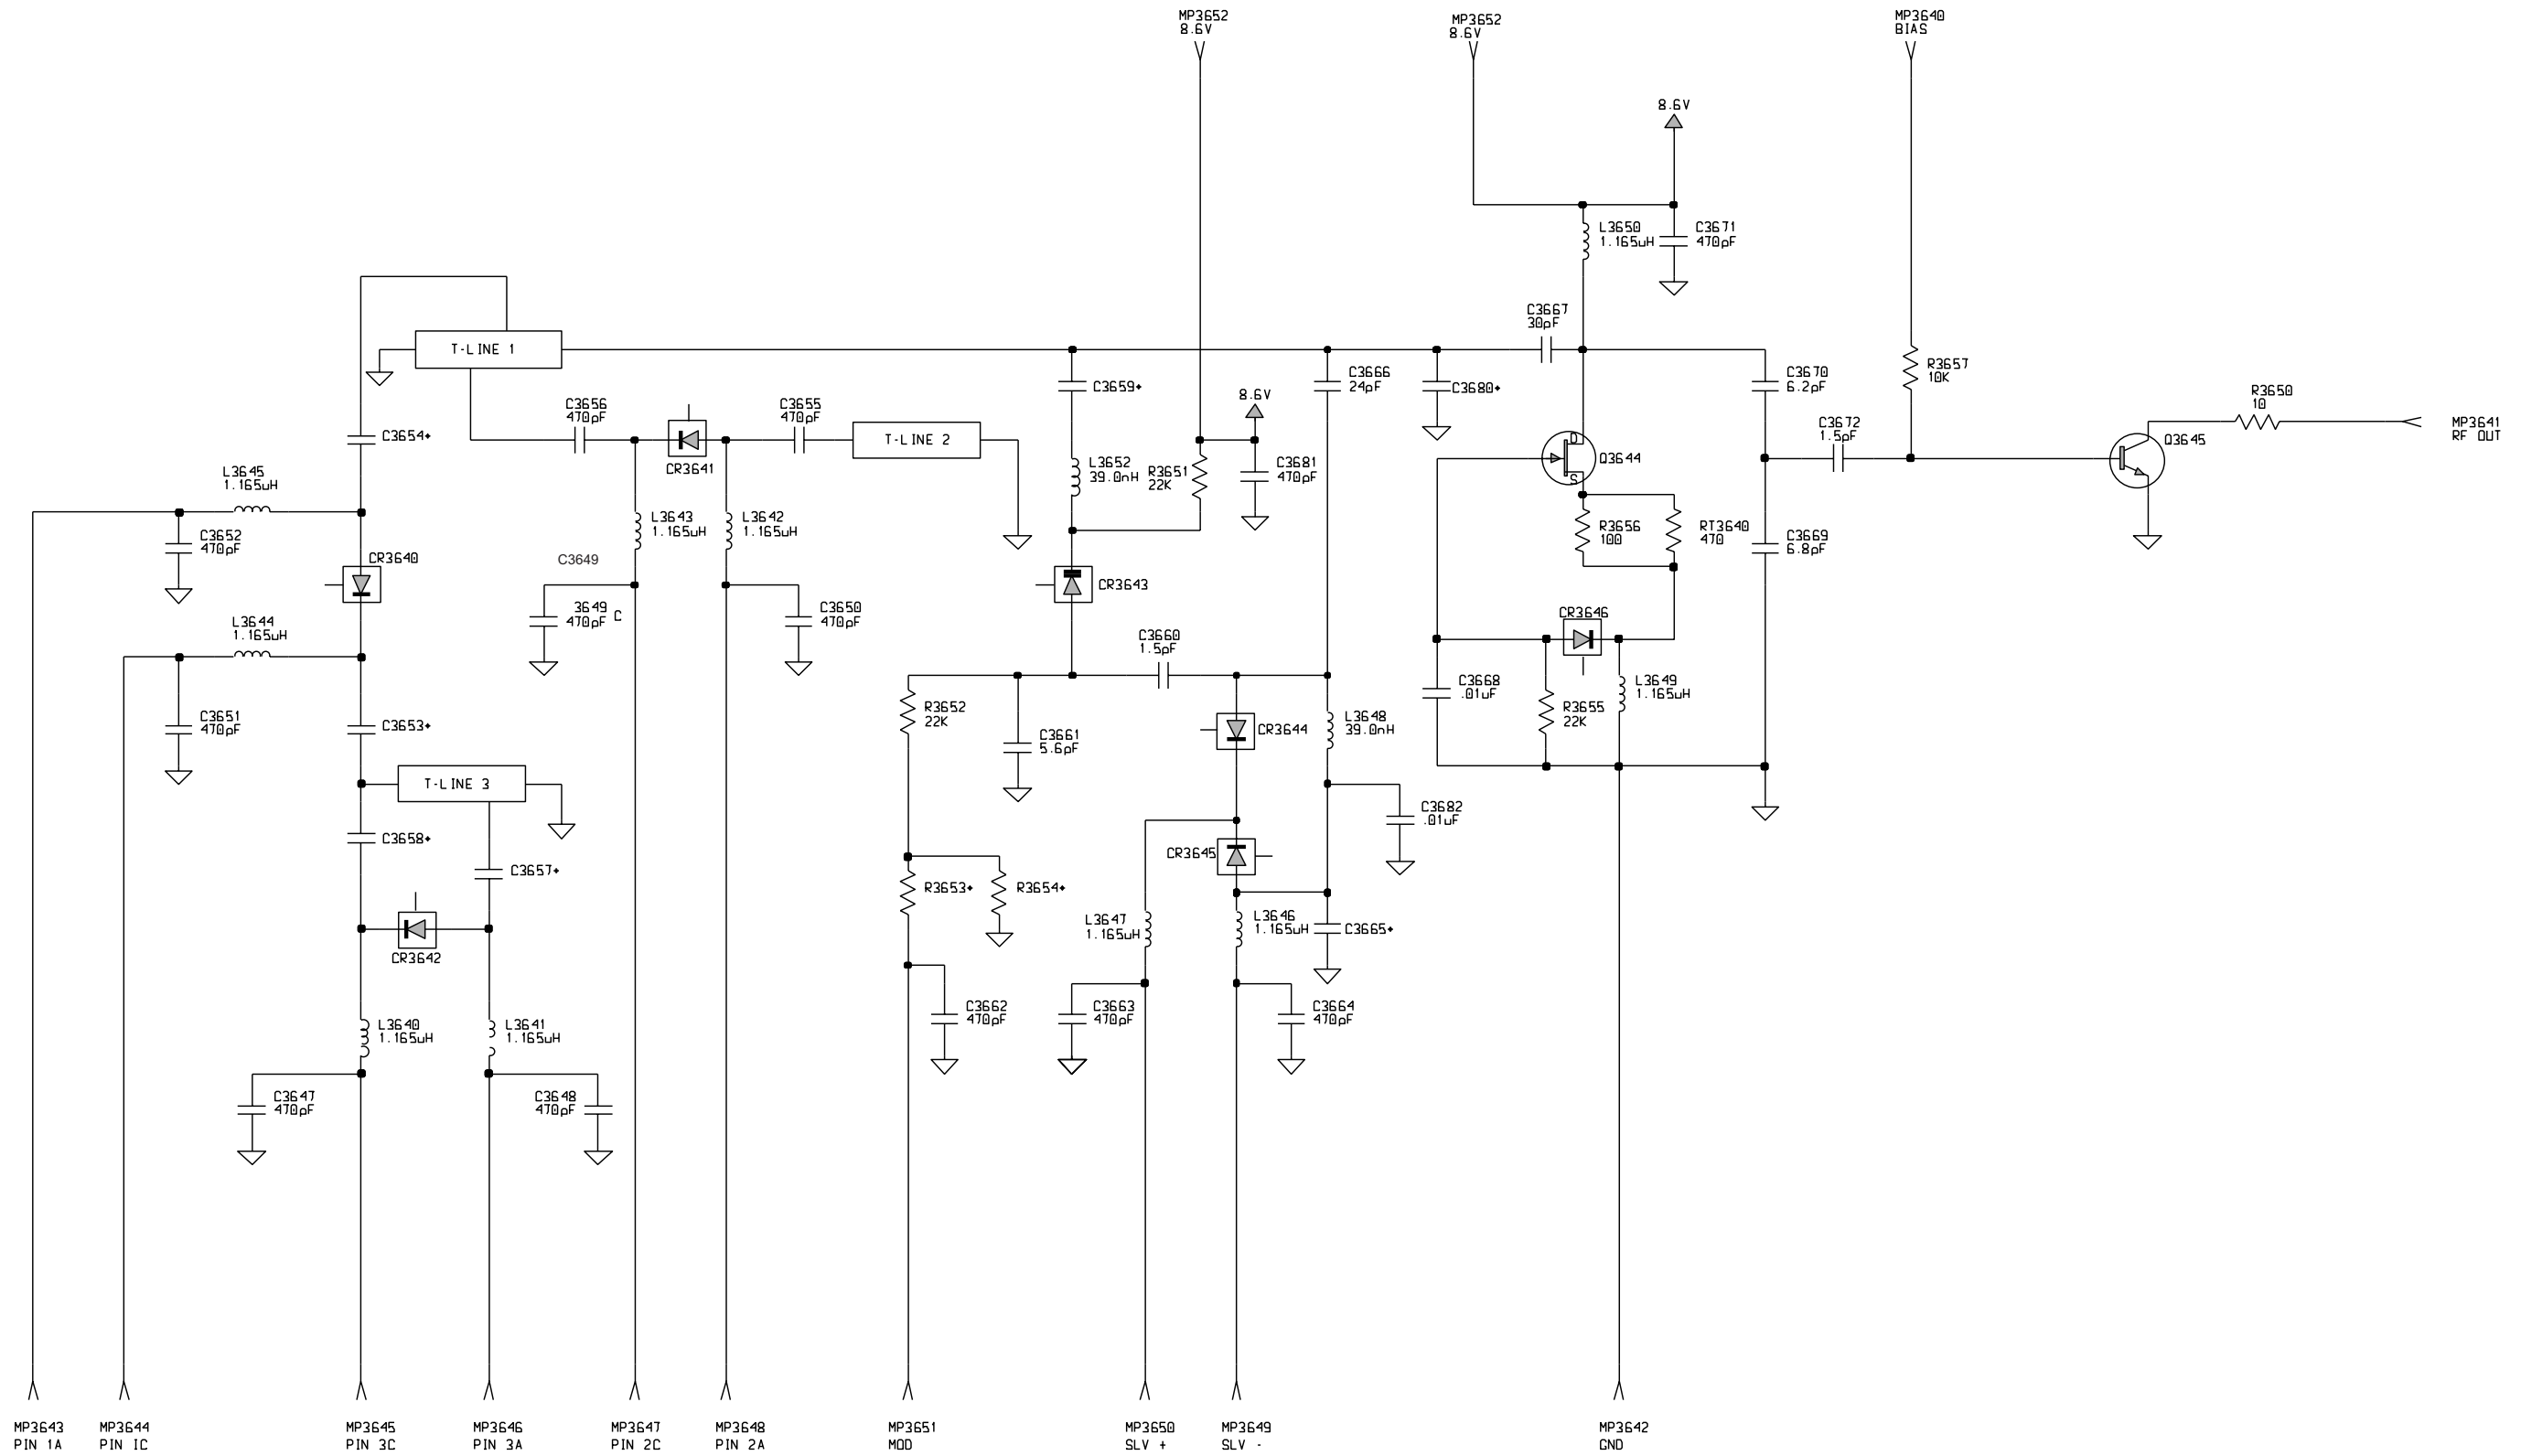 MP3652
8.6V
MP3652
8.6V
MP3640
BIAS
8.6V
L3650
1.165uH
C3671
470pF
C3667
30pF
T-LINE 1
C3659*
C3666
24pF
C3680*
C3670
6.2pF
R3657
10K
R3650
10
8.6V
C3656
470pF
C3655
470pF
C3654*
CR3641
T-LINE 2
C3672
1.5pF
MP3641
RF OUT
Q3645
D
S
Q3644
L3645
1.165uH
L3652
39.0nH
R3651
22K
C3681
470pF
C3652
470pF
L3643
1.165uH
L3642
1.165uH
R3656
100
RT3640
470
C3669
6.8pF
CR3640
C3649
CR3643
3649 C
470pF
C3650
470pF
CR3646
L3644
1.165uH
C3660
1.5pF
C3668
.01uF
L3649
1.165uH
R3655
22K
C3651
470pF
C3653*
R3652
22K
C3661
5.6pF
CR3644
L3648
39.0nH
T-LINE 3
C3682
.01uF
C3658*
C3657*
CR3645
R3653*
R3654*
L3647
1.165uH
L3646
1.165uH
C3665*
CR3642
C3662
470pF
C3663
470pF
C3664
470pF
L3640
1.165uH
L3641
1.165uH
C3647
470pF
C3648
470pF
MP3643
PIN 1A
MP3644
PIN IC
MP3645
PIN 3C
MP3646
PIN 3A
MP3647
PIN 2C
MP3648
PIN 2A
MP3651
MOD
MP3650
SLV +
MP3649
SLV -
MP3642
GND